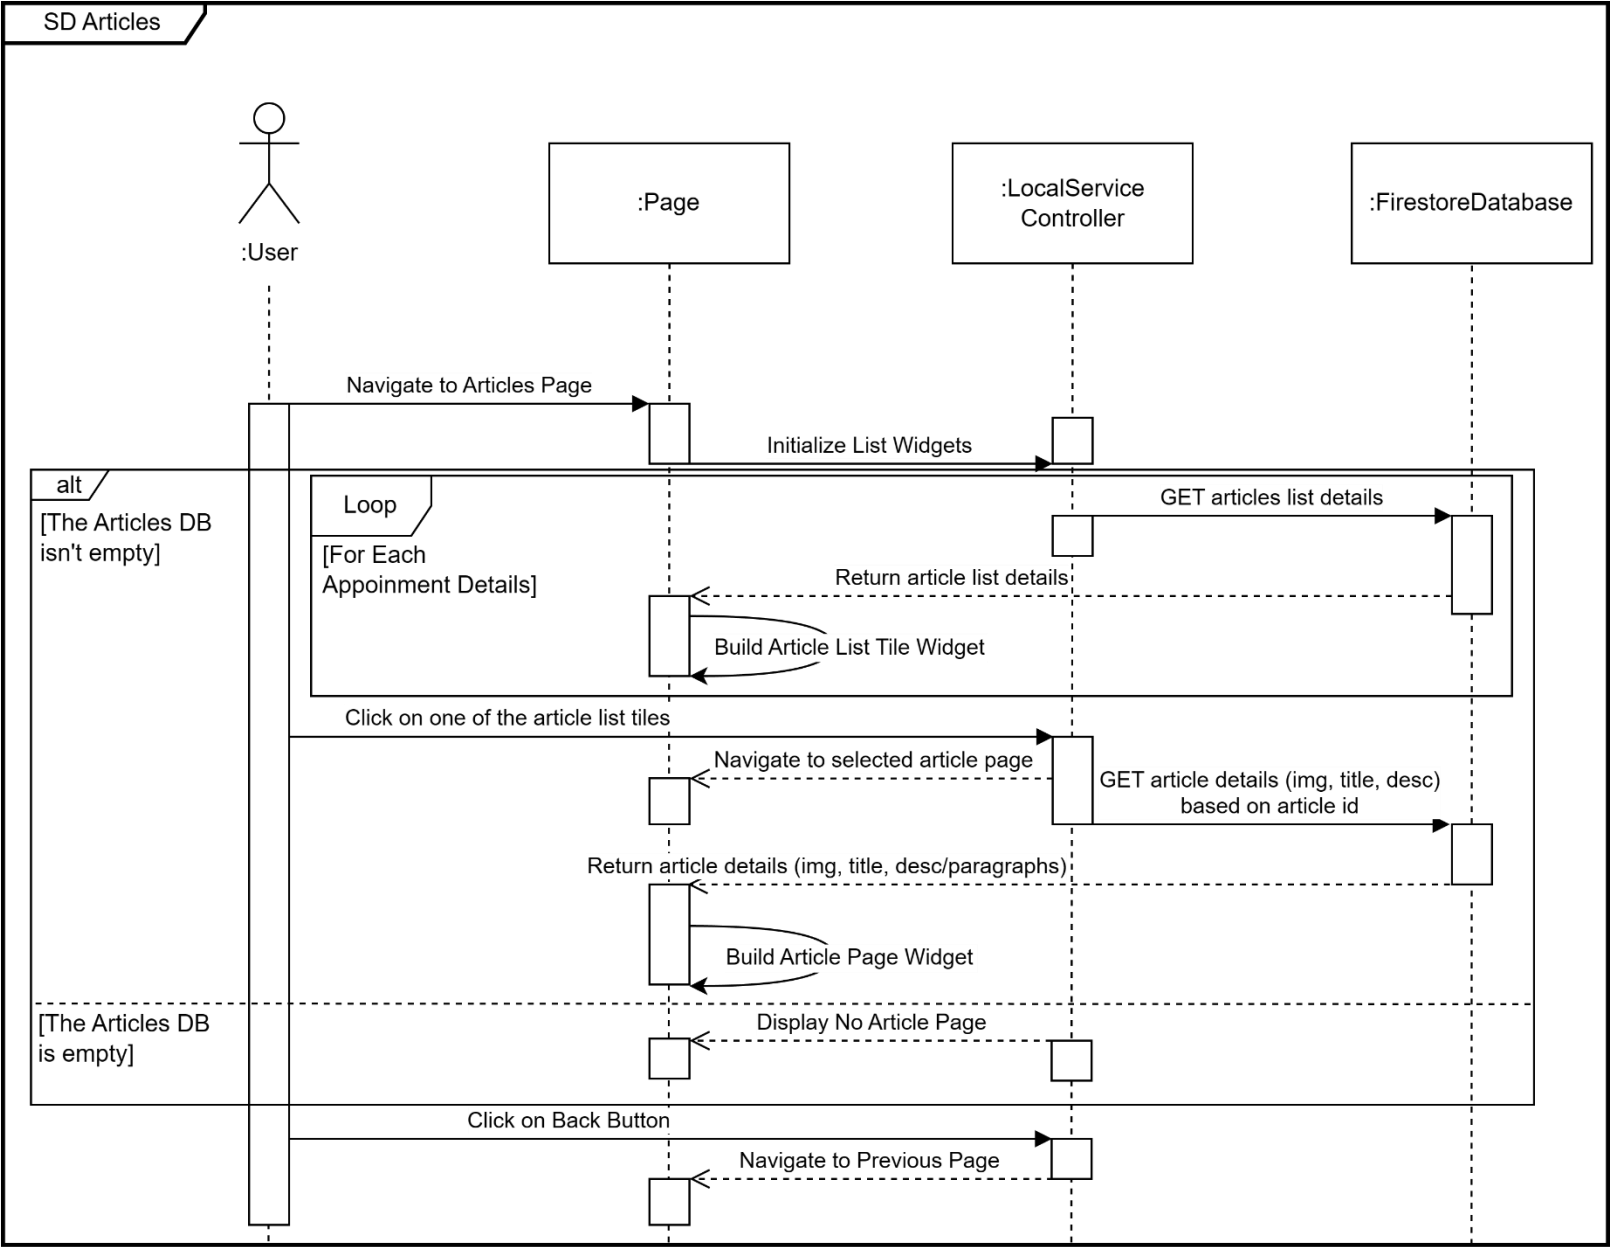 SD Articles
:User
:Page
:LocalService
Controller
:FirestoreDatabase
Navigate to Articles Page
Initialize List Widgets
alt
[The Articles DB
isn't empty]
Loop
[For Each
Appoinment Details]
GET articles list details
Return article list details
Build Article List Tile Widget
Click on one of the article list tiles
Navigate to selected article page
GET article details (img, title, desc)
based on article id
Return article details (img, title, desc/paragraphs)
Build Article Page Widget
[The Articles DB
is empty]
Display No Article Page
Click on Back Button
Navigate to Previous Page